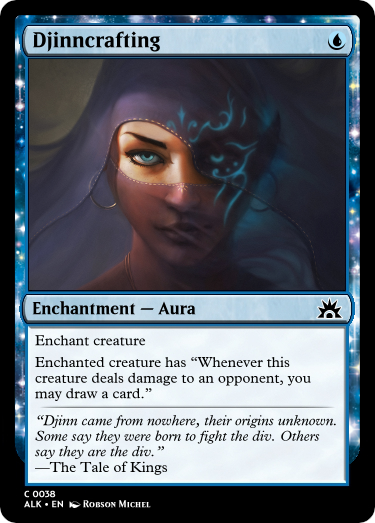 Djinncrafting
Enchantment — Aura
Enchant creature
Enchanted creature has “Whenever this
creature deals damage to an opponent, you
may draw a card.”
“Djinn came from nowhere, their origins unknown.
Some say they were born to fight the div. Others
say they are the div.”
—The Tale of Kings
C 0038
ALK • EN Robson Michel